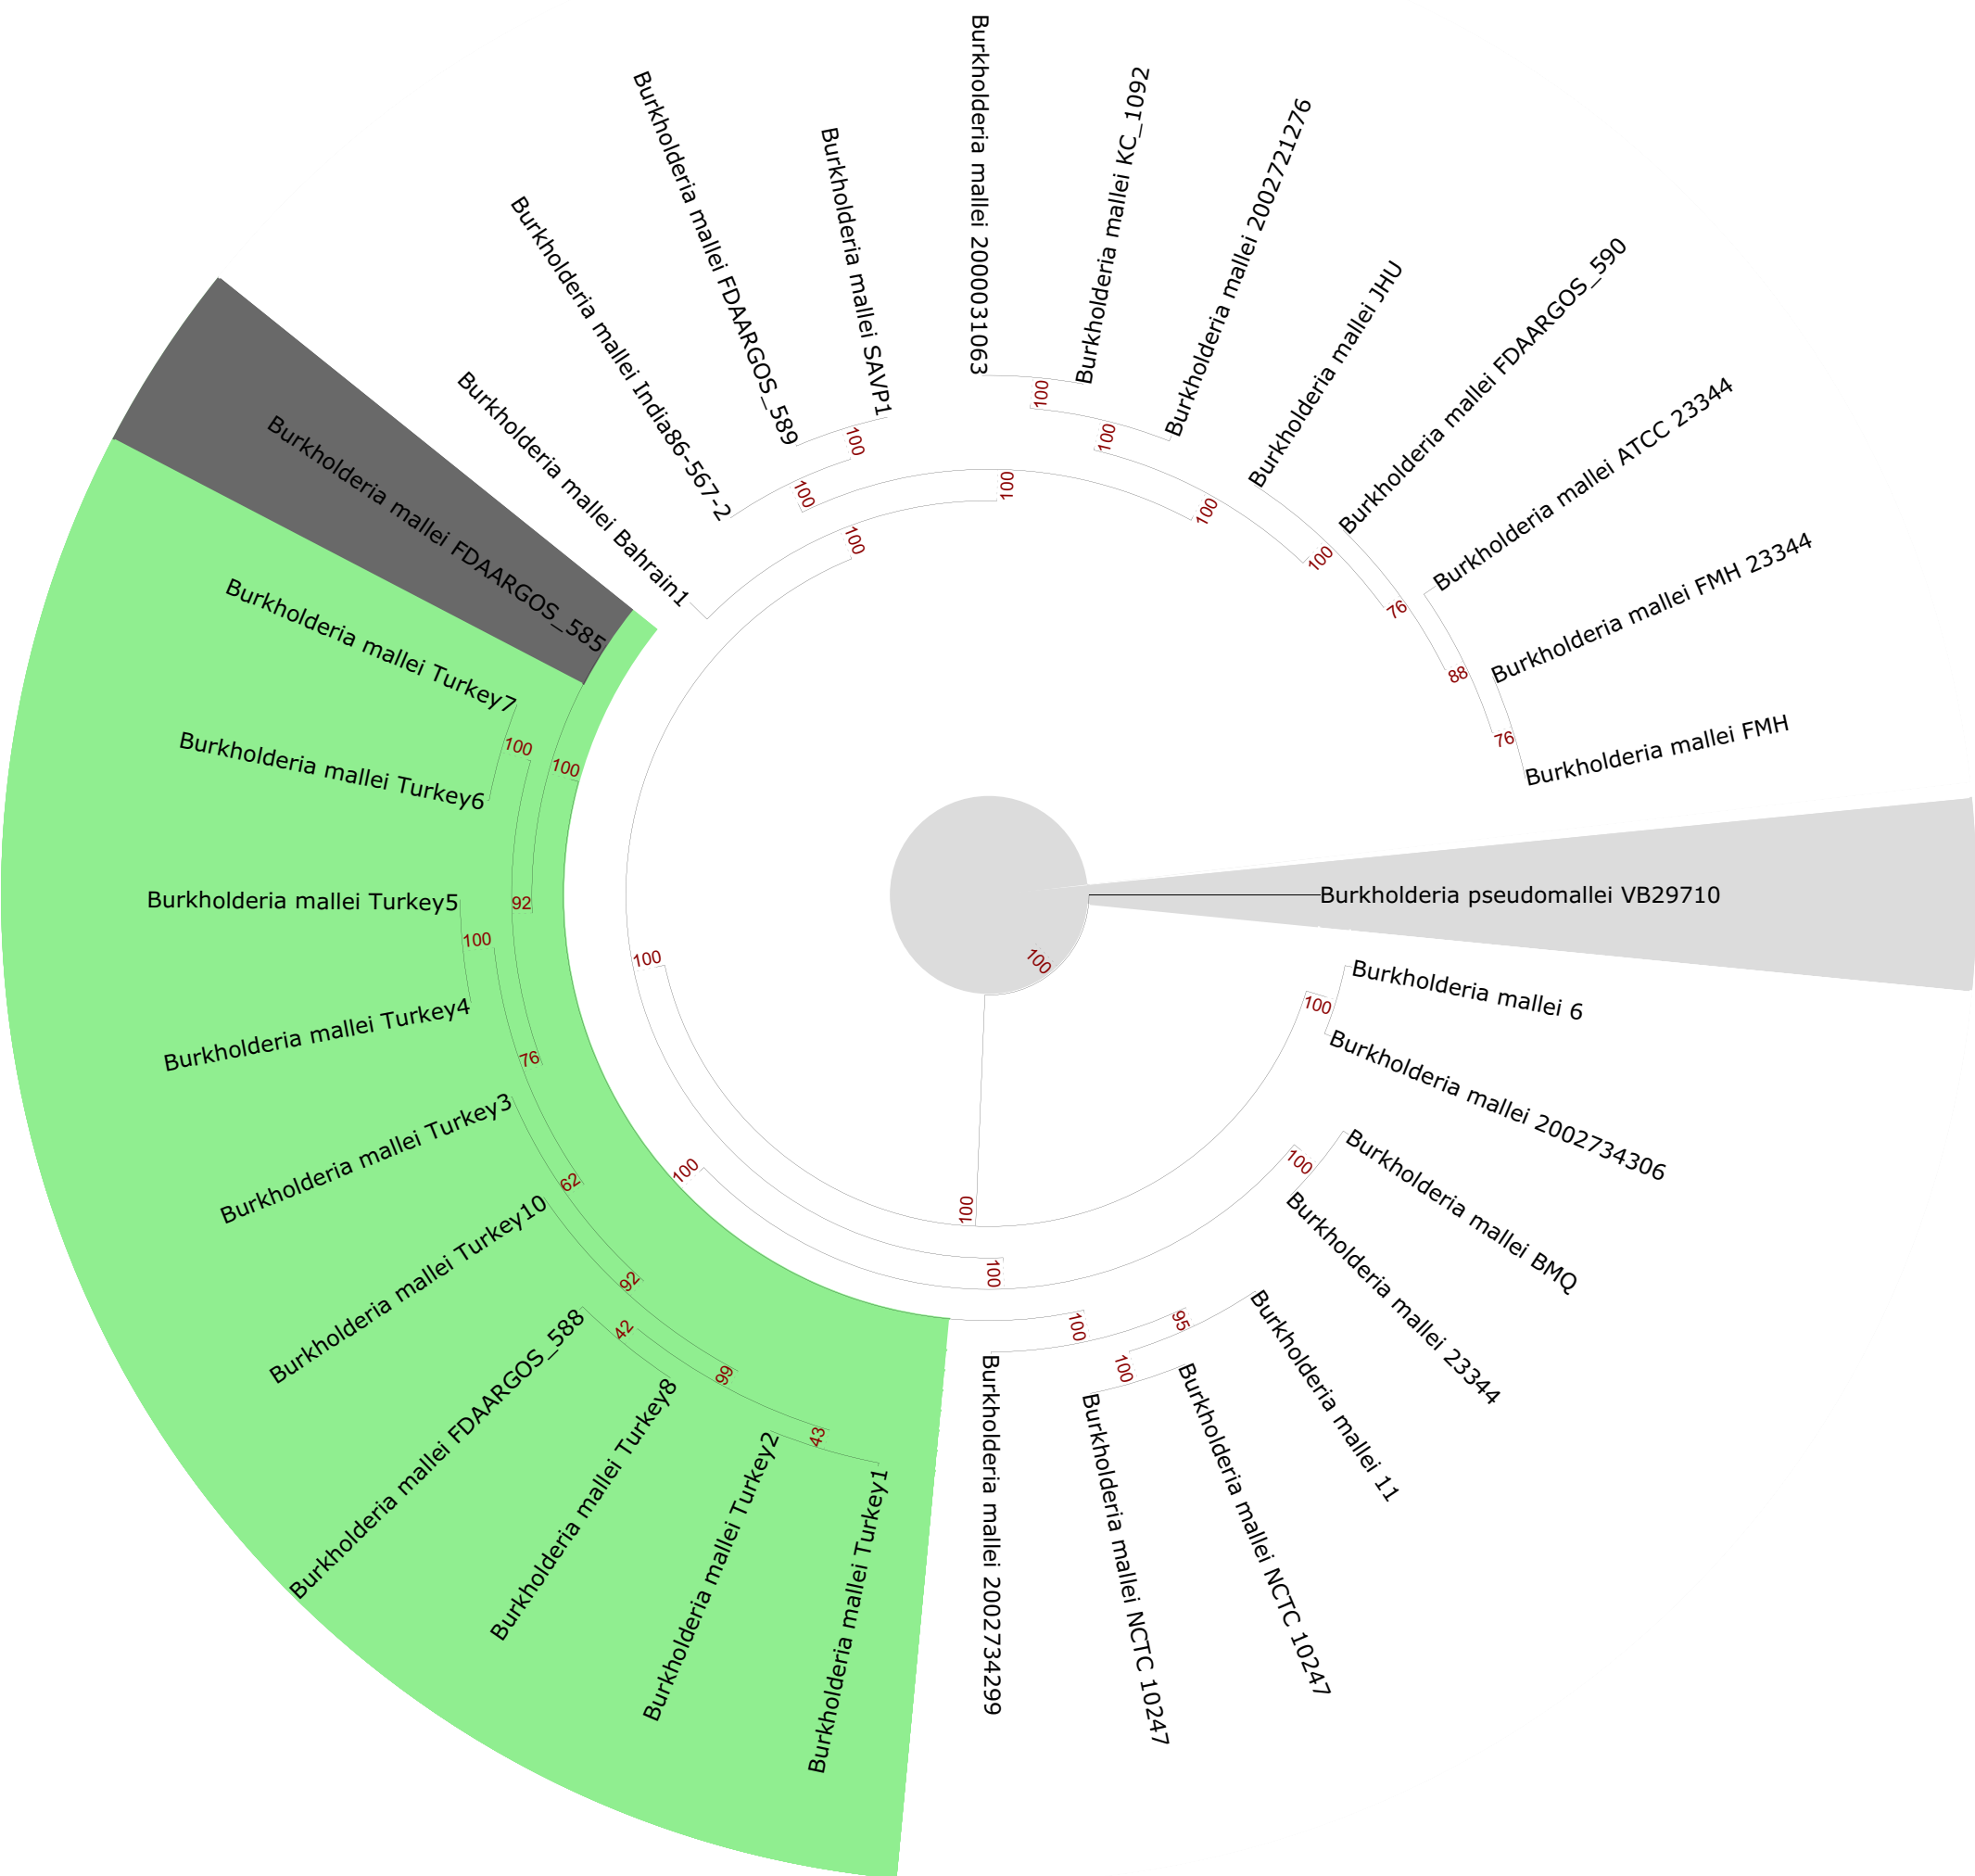 Burkholderia mallei 2000031063
Burkholderia mallei KC_1092
Burkholderia mallei 2002721276
Burkholderia mallei JHU
Burkholderia mallei FDAARGOS_590
Burkholderia mallei ATCC 23344
Burkholderia mallei FMH 23344
Burkholderia mallei FMH
Burkholderia pseudomallei VB29710
Burkholderia mallei 6
Burkholderia mallei 2002734306
Burkholderia mallei BMQ
Burkholderia mallei 23344
Burkholderia mallei 11
Burkholderia mallei NCTC 10247
Burkholderia mallei NCTC 10247
Burkholderia mallei 2002734299
Burkholderia mallei Turkey1
Burkholderia mallei Turkey2
Burkholderia mallei Turkey8
Burkholderia mallei FDAARGOS_588
Burkholderia mallei Turkey10
Burkholderia mallei Turkey3
Burkholderia mallei Turkey4
Burkholderia mallei Turkey5
Burkholderia mallei Turkey6
Burkholderia mallei Turkey7
Burkholderia mallei FDAARGOS_585
Burkholderia mallei Bahrain1
Burkholderia mallei India86-567-2
Burkholderia mallei FDAARGOS_589
Burkholderia mallei SAVP1
100
100
100
100
76
88
76
100
100
100
100
100
100
100
100
100
95
100
100
100
100
100
100
100
92
100
76
62
92
42
99
43